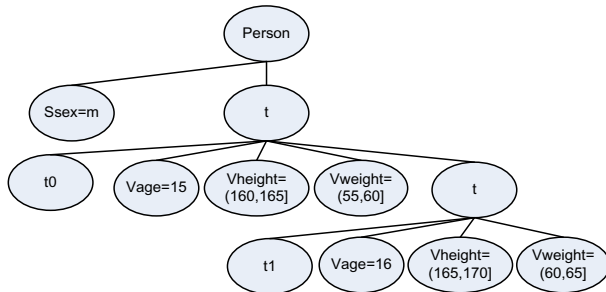 Person
Ssex=m
t
t0
Vage=15
Vheight=
(160,165]
Vweight=
(55,60]
t
t1
Vage=16
Vheight=
(165,170]
Vweight=
(60,65]